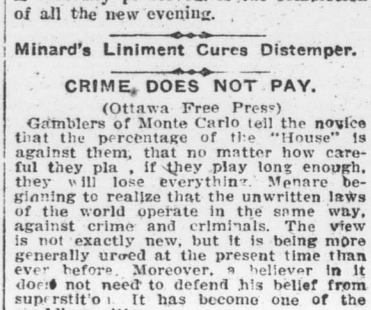 of all the new evening.
Minard's Liniment Cures Distemper.
CRIME DOES NOT PAY.
(Ottawa Free Press)
Gamblers of Monte Carlo tell the novice
that the percentage of the "House" is
against them, that no matter how care-
ful they pla , if they play long enough,
they will lose everything. Men are be-
ginning to realize that the unwritten laws
of the world operate in the same way,
against crime and criminals. The view
is not exactly new, but it is being more
generally urged at the present time than
ever before. Moreover, a believer in it
does not need to defend his belief from
superstition. It has become one of the